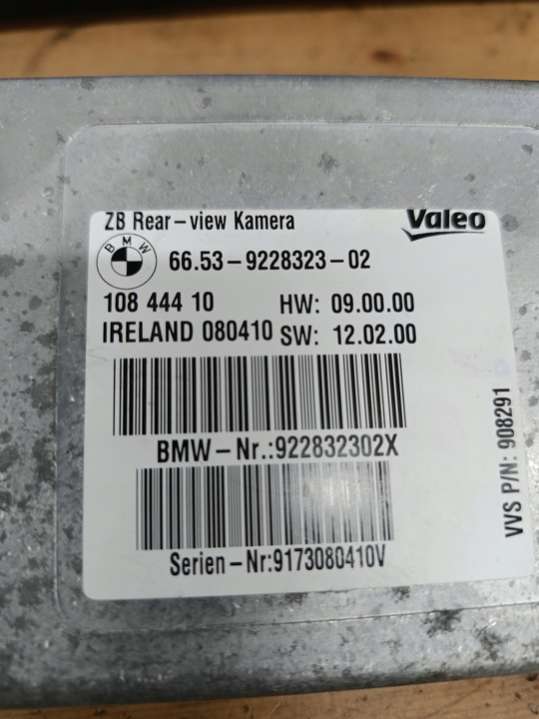 ZB Rear-view Kamera
Valeo
BMW
66.53-9228323-02
108 444 10 HW: 09.00.00
IRELAND 080410 SW: 12.02.00
BMW-Nr.:922832302X
Serien-Nr:9173080410V
VVS P/N: 908291